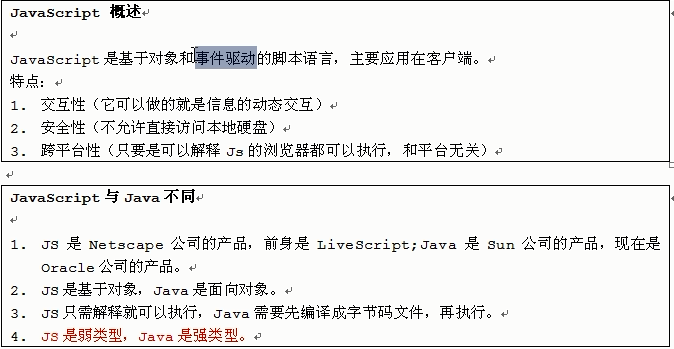 JavaScript 概述
JavaScript 是基于对象和事件驱动的脚本语言，主要应用在客户端。
特点：
1. 交互性（它可以做的就是信息的动态交互）
2. 安全性（不允许直接访问本地硬盘）
3. 跨平台性（只要是可以解释 Js 的浏览器都可以执行，和平台无关）
JavaScript 与 Java 不同
1. JS 是 Netscape 公司的产品，前身是 LiveScript;Java 是 Sun 公司的产品，现在是
Oracle 公司的产品。
2. JS 是基于对象，Java 是面向对象。
3. JS 只需解释就可以执行，Java 需要先编译成字节码文件，再执行。
4. JS 是弱类型，Java 是强类型。